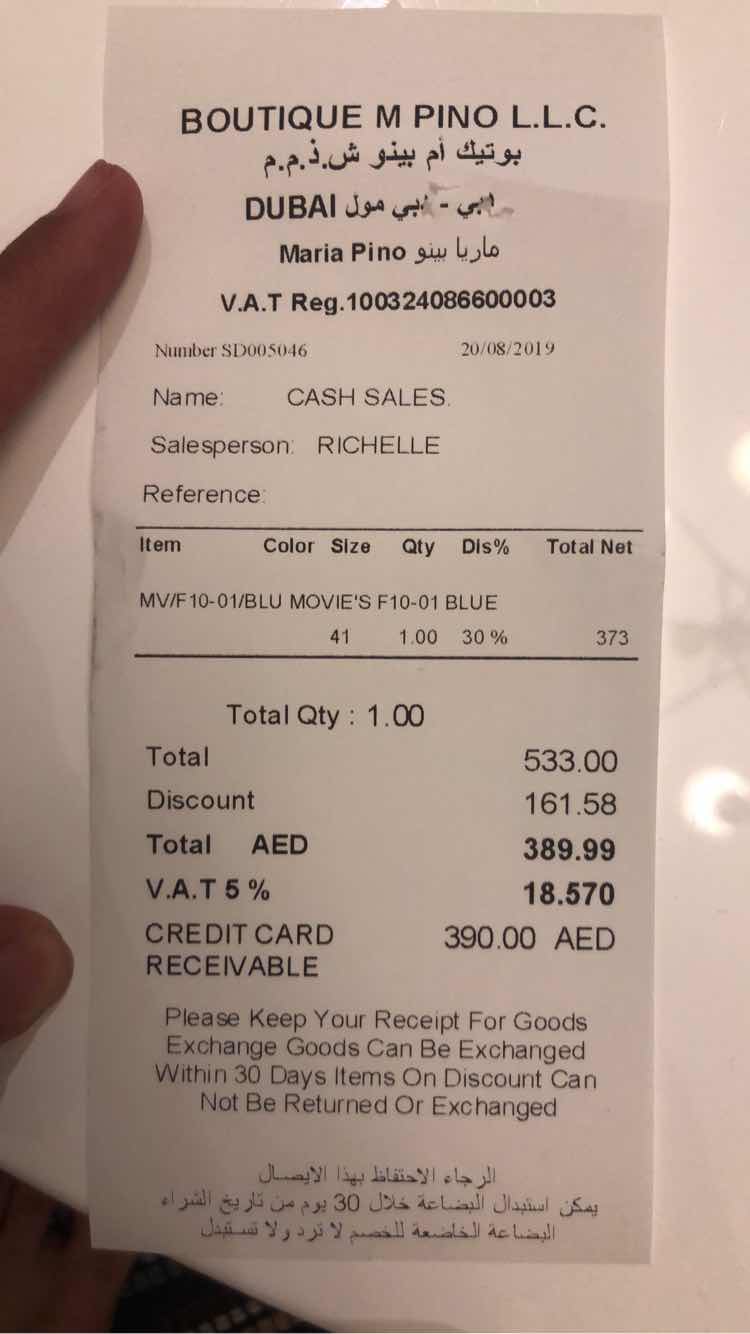 BOUTIQUE M PINO L.L.C.
بوتيك أم بينو ش.ذ.م.م
DUBAI مول
Maria Pino ماريا بينو
V.A.T Reg.100324086600003
Number SD005046 20/08/2019
Name: CASH SALES.
Salesperson: RICHELLE
Reference:
Item Color Size Qty Dis% Total Net
MV/F10-01/BLU MOVIE'S F10-01 BLUE
41 1.00 30 % 373
Total Qty : 1.00
Total 533.00
Discount 161.58
Total AED 389.99
V.A.T 5 % 18.570
CREDIT CARD 390.00 AED
RECEIVABLE
Please Keep Your Receipt For Goods
Exchange Goods Can Be Exchanged
Within 30 Days Items On Discount Can
Not Be Returned Or Exchanged
الرجاء الاحتفاظ بهذا الايصال
يمكن استبدال البضاعة خلال 30 يوم من تاريخ الشراء
البضاعة الخاضعة للخصم لا ترد ولا تستبدل